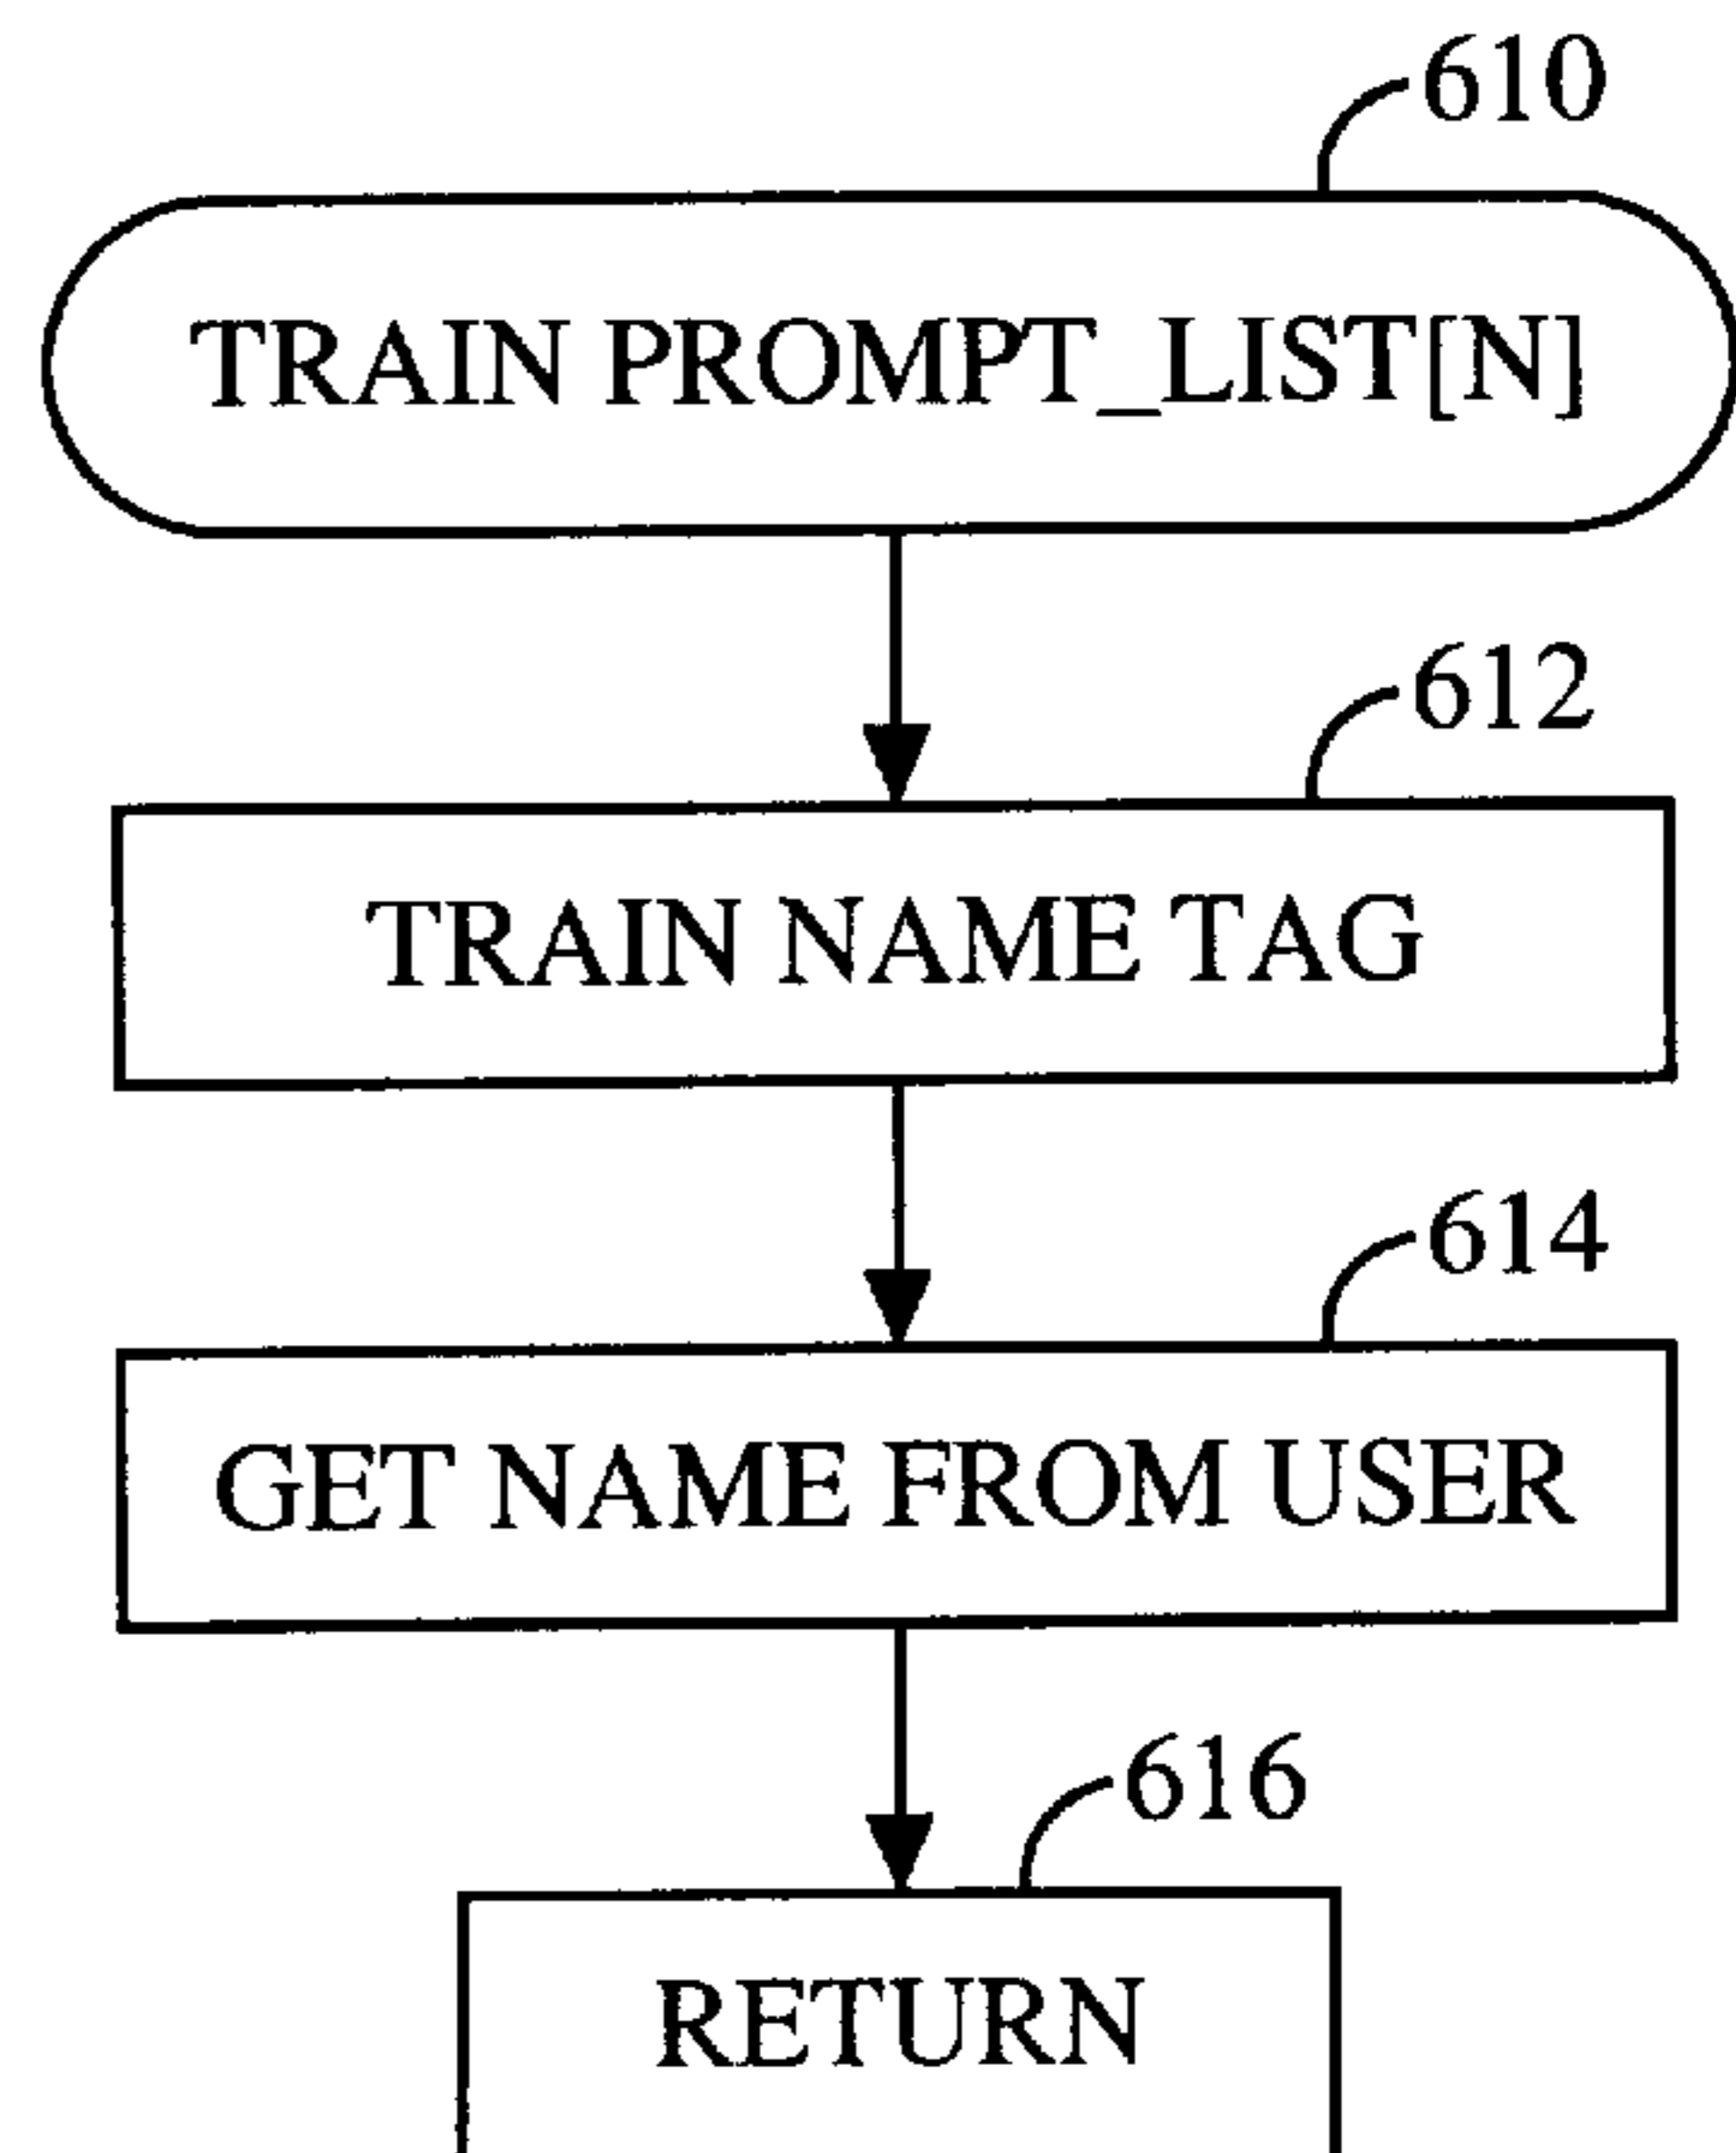 610
TRAIN PROMPT_LIST[N]
612
TRAIN NAME TAG
614
GET NAME FROM USER
616
RETURN